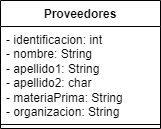 Proveedores
- identificacion: int
- nombre: String
- apellido1: String
- apellido2: char
- materiaPrima: String
- organizacion: String